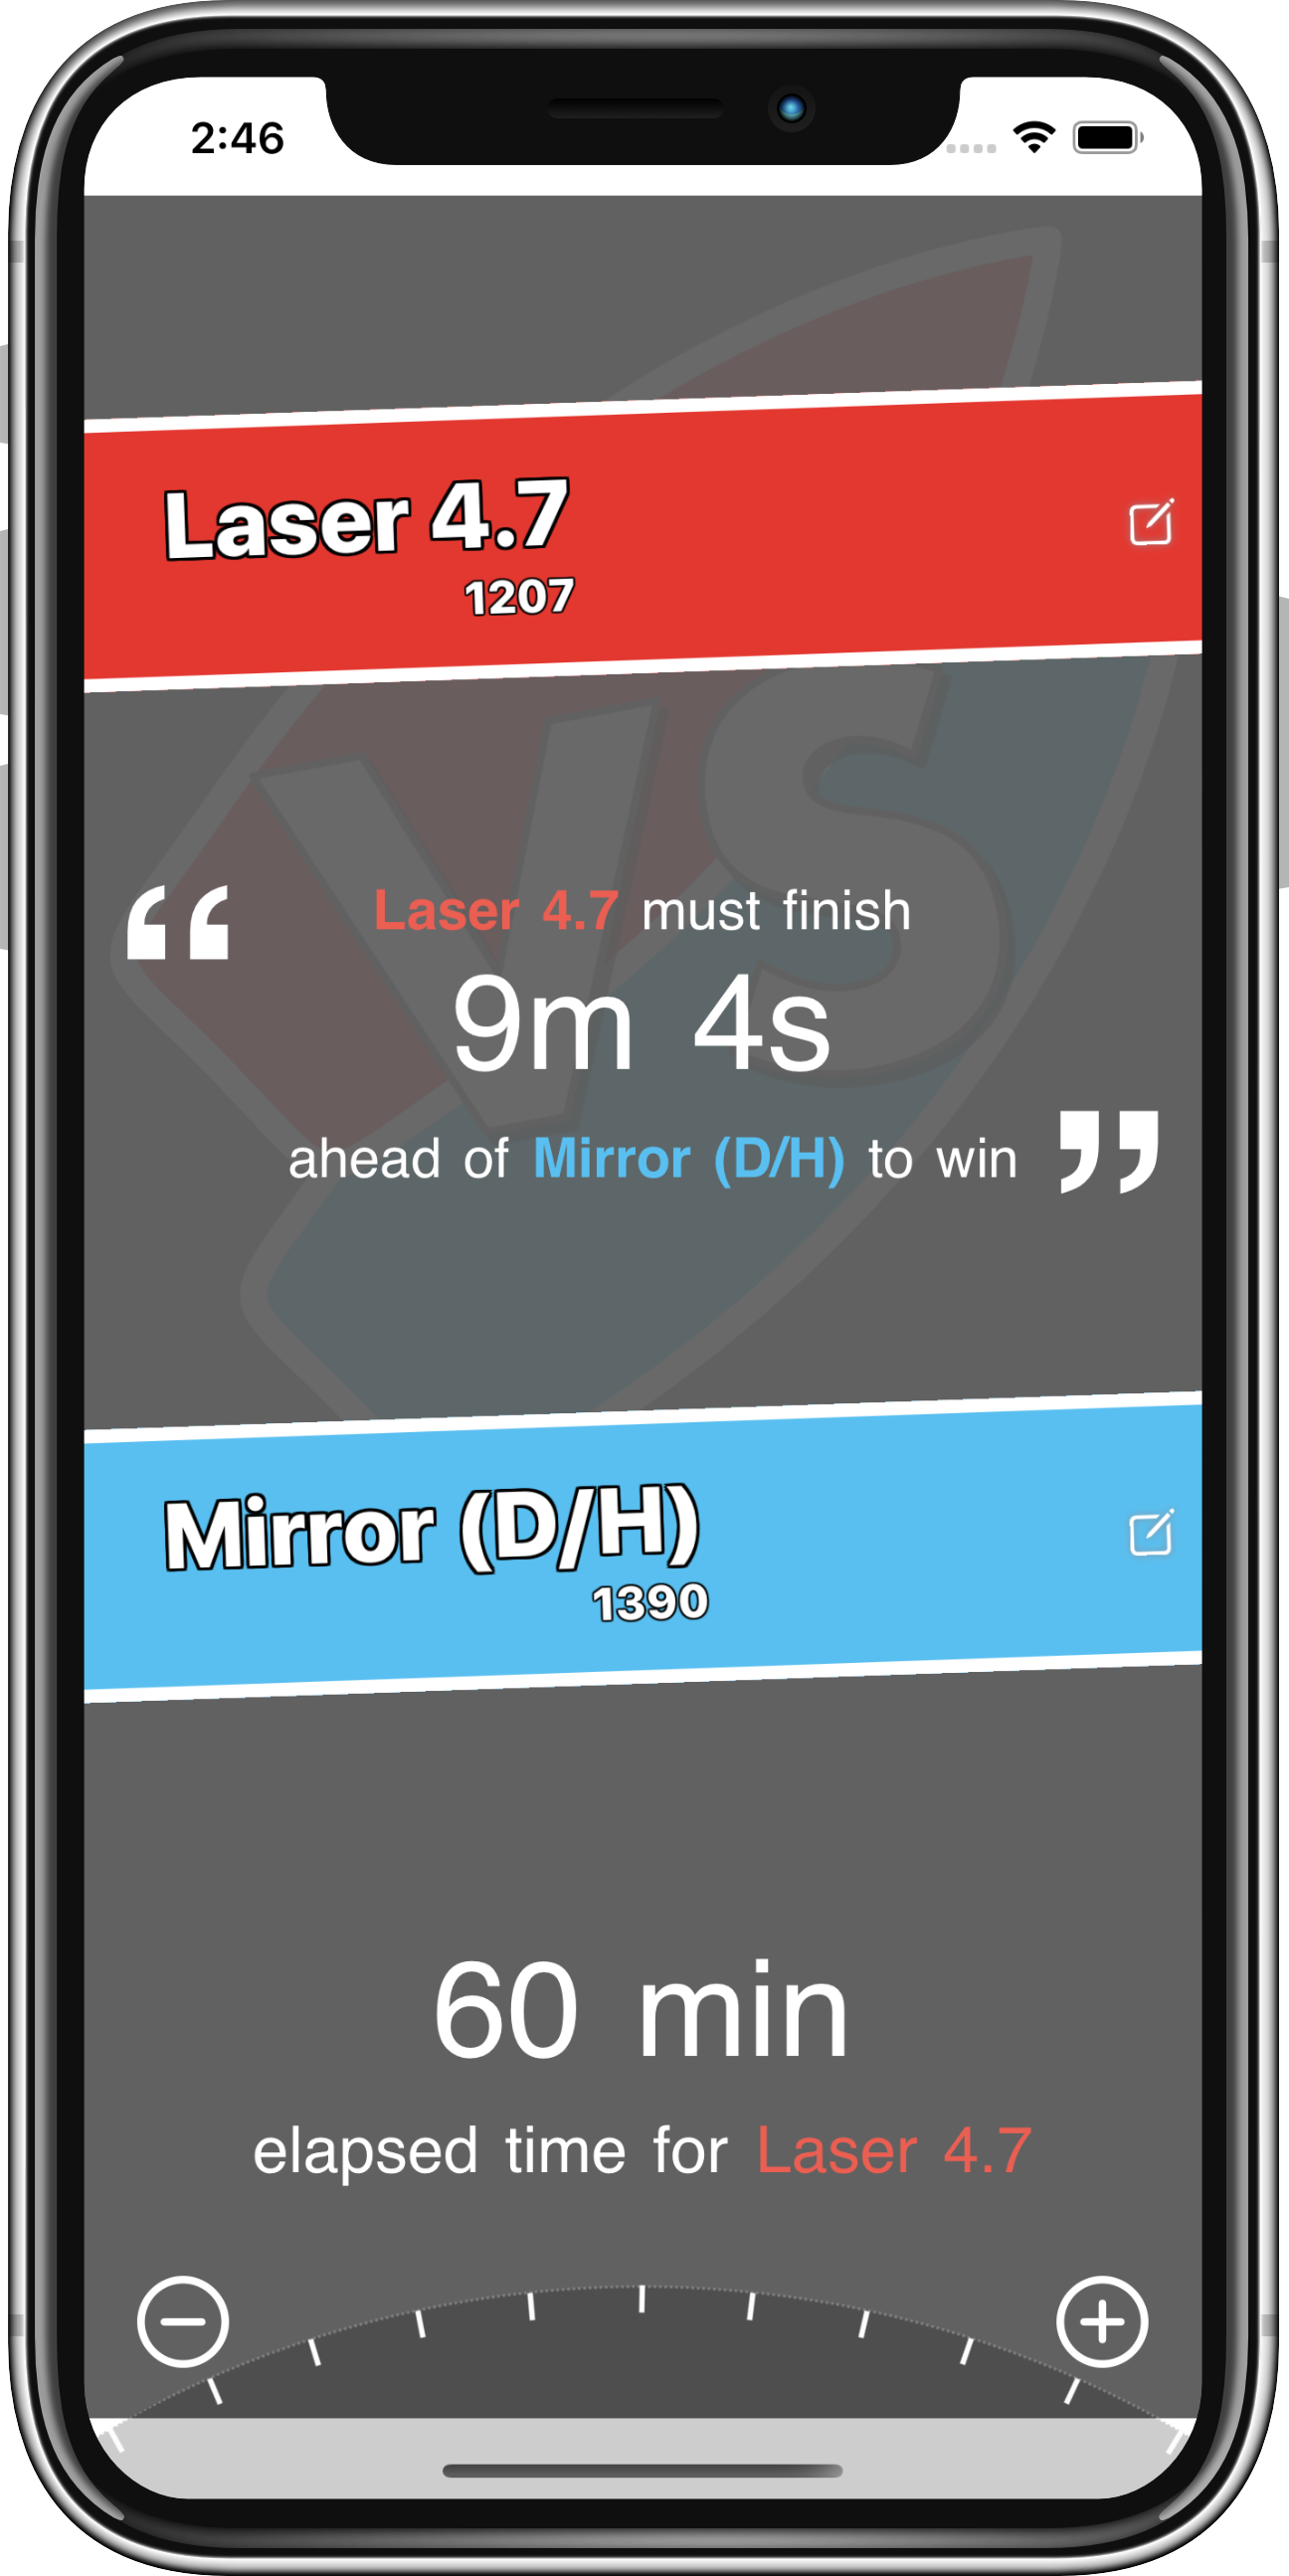 2:46
Laser 4.7
1207
VS
“ Laser 4.7 must finish
9m 4s
ahead of Mirror (D/H) to win ”
Mirror (D/H)
1390
60 min
elapsed time for Laser 4.7